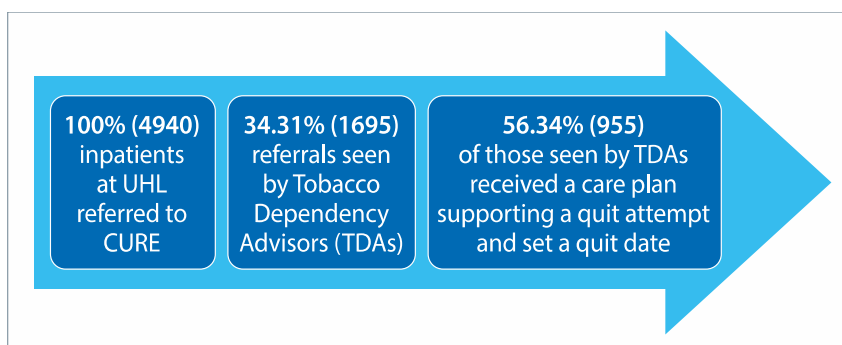 100% (4940)
inpatients
at UHL
referred to
CURE
34.31% (1695)
referrals seen
by Tobacco
Dependency
Advisors (TDAs)
56.34% (955)
of those seen by TDAs
received a care plan
supporting a quit attempt
and set a quit date